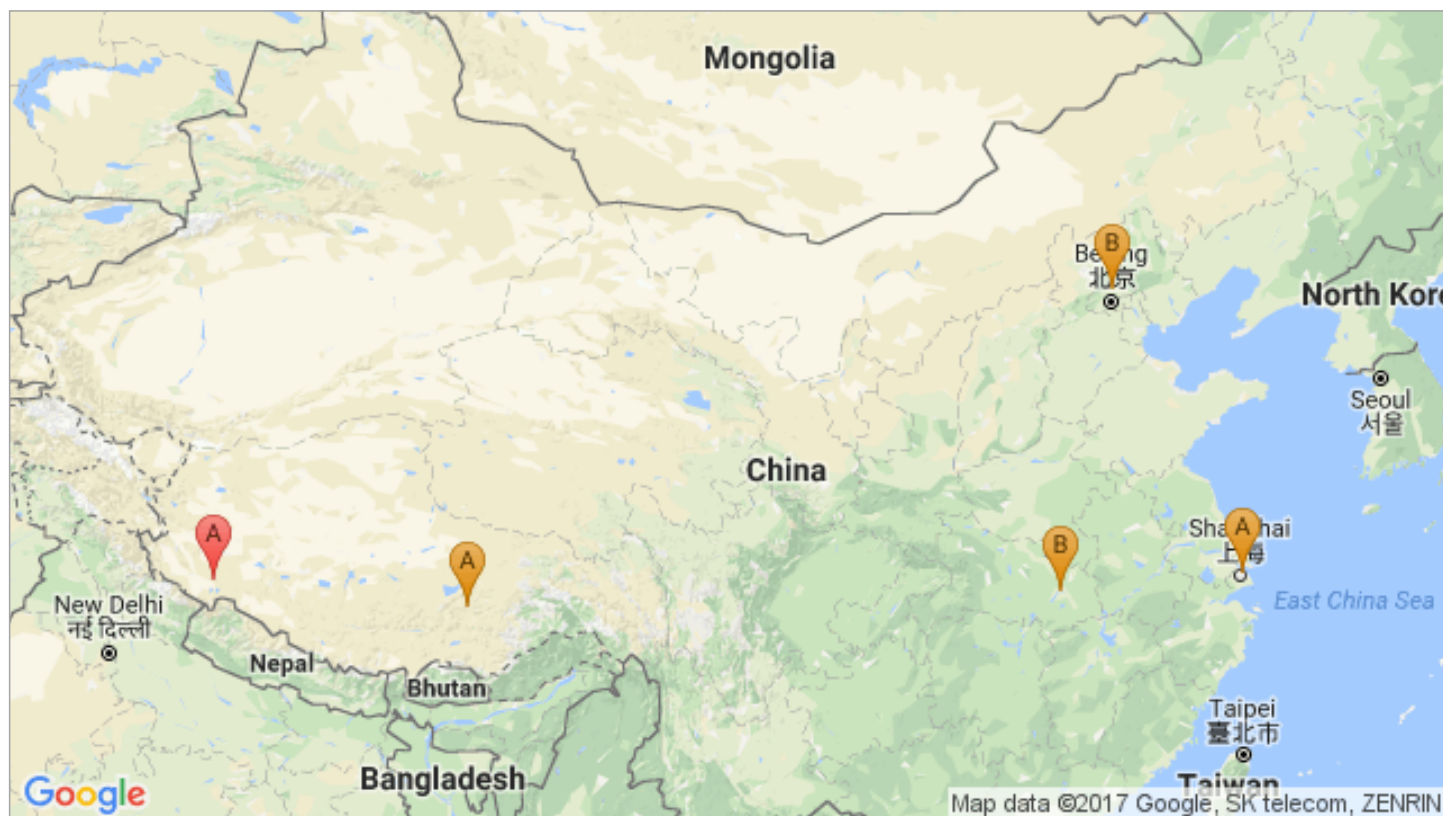 Mongolia
B
Beijing
北京
North Kore
Seoul
서울
China
A
A
B
A
Shanghai
上海
New Delhi
नई दिल्ली
East China Sea
Nepal
Bhutan
Taipei
臺北市
Bangladesh
Taiwan
Google
Map data ©2017 Google, SK telecom, ZENRIN